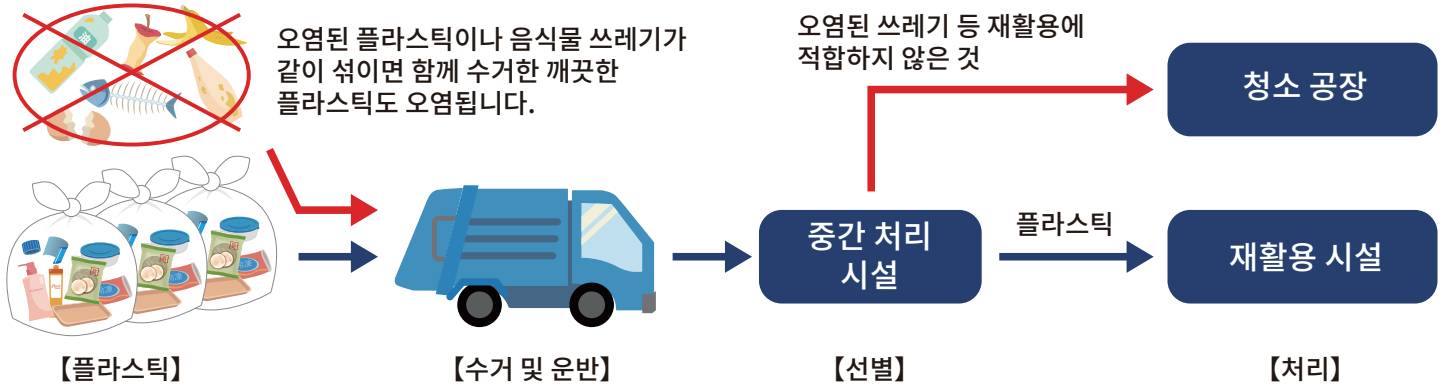 오염된 플라스틱이나 음식물 쓰레기가
같이 섞이면 함께 수거한 깨끗한
플라스틱도 오염됩니다.
오염된 쓰레기 등 재활용에
적합하지 않은 것
청소 공장
油
중간 처리
시설
플라스틱
재활용 시설
【플라스틱】
【수거 및 운반】
【선별】
【처리】